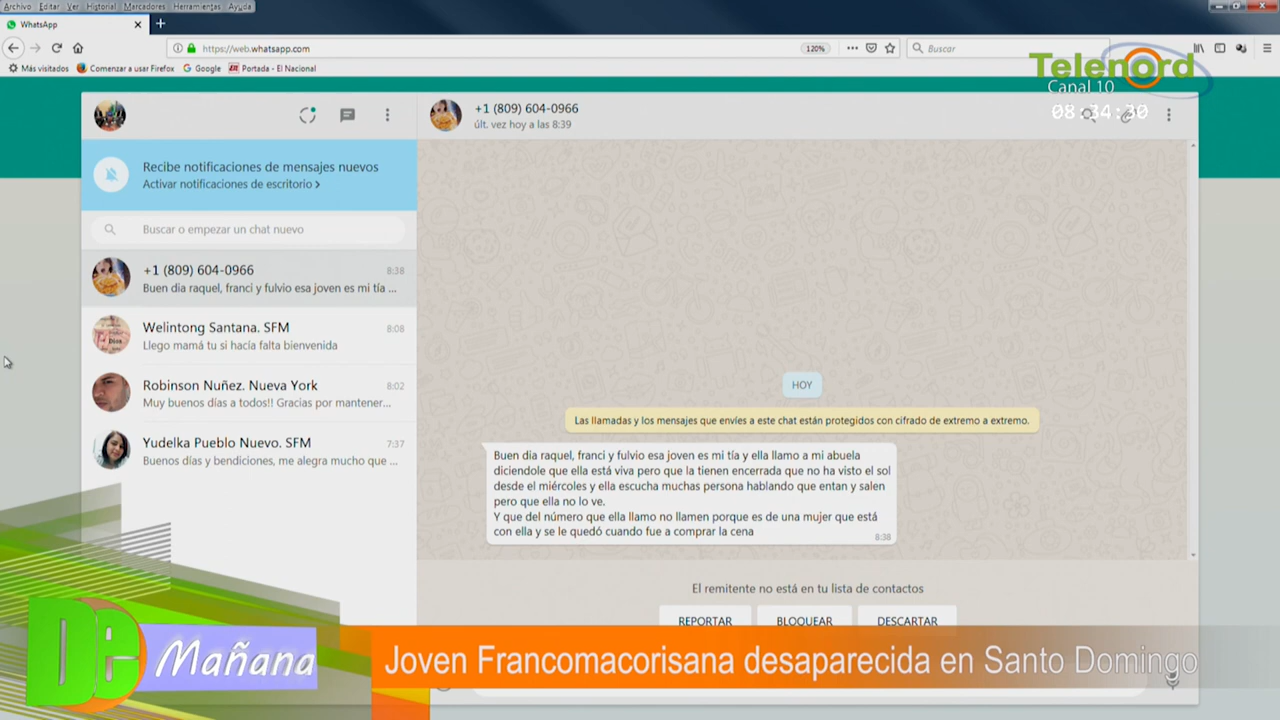 Archivo Editar Ver Historial Marcadores Herramientas Ayuda
WhatsApp
https://web.whatsapp.com
120%
Buscar
Más visitados Comenzar a usar Firefox Google Portada - El Nacional
Telenord
Canal 10
08:34:30
+1 (809) 604-0966
últ. vez hoy a las 8:39
Recibe notificaciones de mensajes nuevos
Activar notificaciones de escritorio >
Buscar o empezar un chat nuevo
+1 (809) 604-0966 8:38
Buen dia raquel, franci y fulvio esa joven es mi tía ...
Welintong Santana. SFM 8:08
Llego mamá tu si hacía falta bienvenida
Robinson Nuñez. Nueva York 8:02
Muy buenos días a todos!! Gracias por mantener...
Yudelka Pueblo Nuevo. SFM 7:37
Buenos días y bendiciones, me alegra mucho que ...
HOY
Las llamadas y los mensajes que envíes a este chat están protegidos con cifrado de extremo a extremo.
Buen dia raquel, franci y fulvio esa joven es mi tía y ella llamo a mi abuela
diciendole que ella está viva pero que la tienen encerrada que no ha visto el sol
desde el miércoles y ella escucha muchas persona hablando que entan y salen
pero que ella no lo ve.
Y que del número que ella llamo no llamen porque es de una mujer que está
con ella y se le quedó cuando fue a comprar la cena
8:38
El remitente no está en tu lista de contactos
REPORTAR BLOQUEAR DESCARTAR
De Mañana
Joven Francomacorisana desaparecida en Santo Domingo